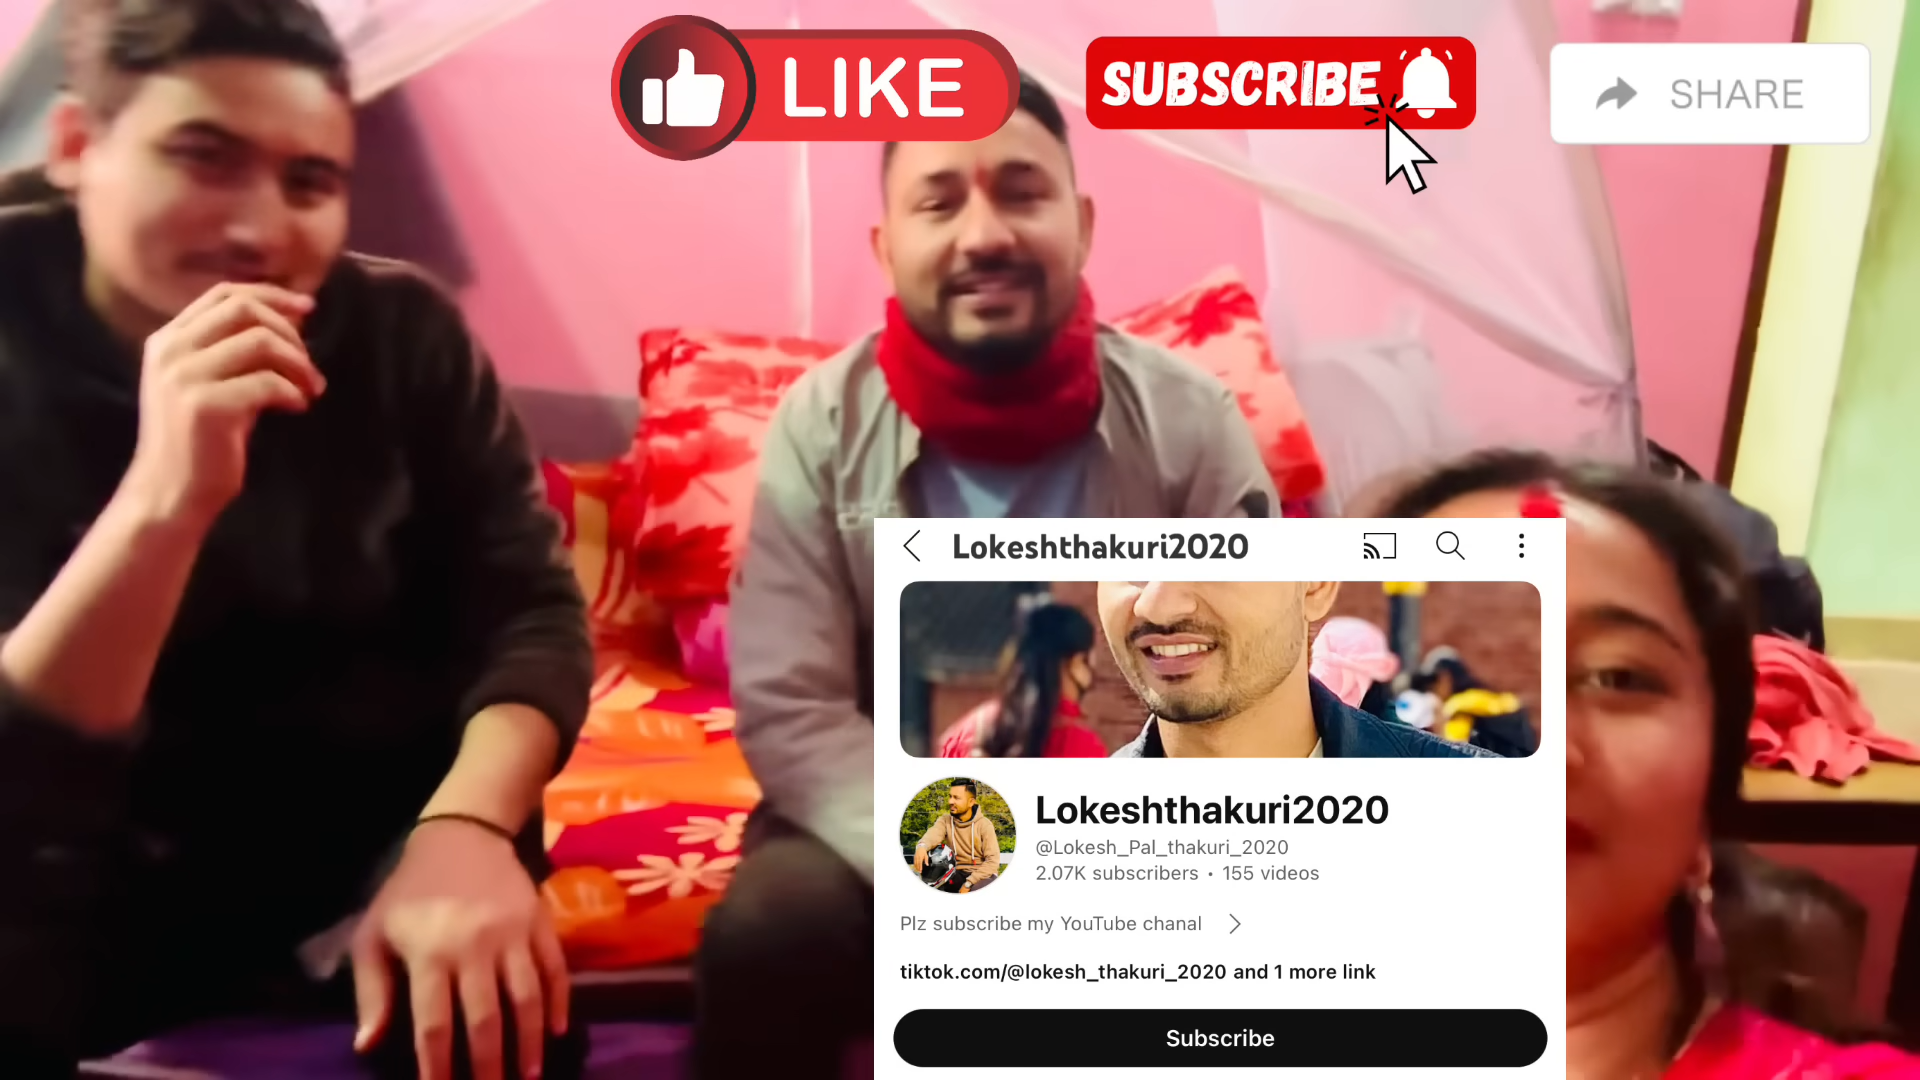 LIKE
SUBSCRIBE
SHARE
Lokeshthakuri2020
Lokeshthakuri2020
@Lokesh_Pal_thakuri_2020
2.07K subscribers • 155 videos
Plz subscribe my YouTube chanal
tiktok.com/@lokesh_thakuri_2020 and 1 more link
Subscribe